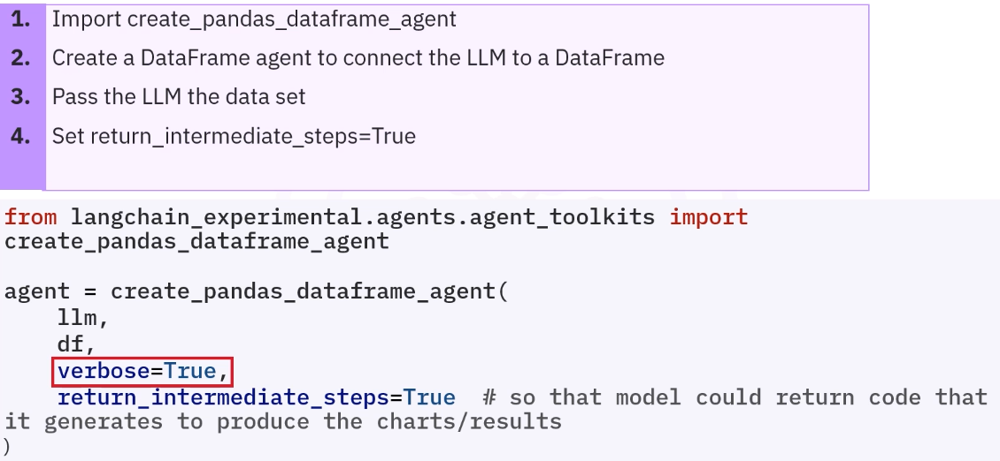 1. Import create_pandas_dataframe_agent
2. Create a DataFrame agent to connect the LLM to a DataFrame
3. Pass the LLM the data set
4. Set return_intermediate_steps=True
from langchain_experimental.agents.agent_toolkits import
create_pandas_dataframe_agent
agent = create_pandas_dataframe_agent(
    llm,
    df,
    verbose=True,
    return_intermediate_steps=True  # so that model could return code that
it generates to produce the charts/results
)